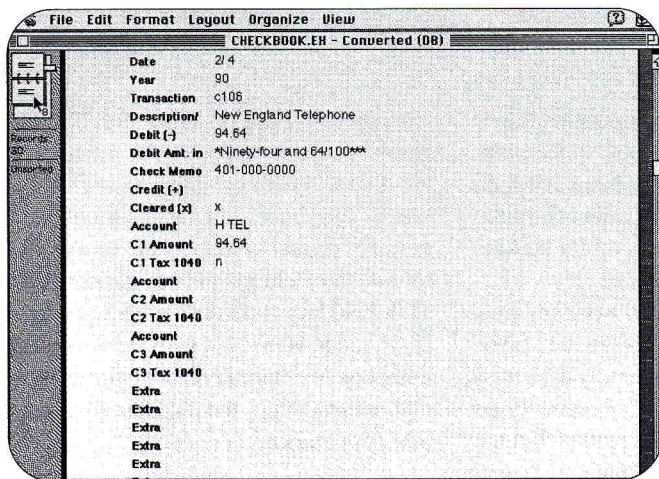 File Edit Format Layout Organize View
CHECKBOOK.EH - Converted (DB)
Date 2/ 4
Year 90
Transaction c106
Description/ New England Telephone
Debit (-) 94.64
Debit Amt. in *Ninety-four and 64/100***
Check Memo 401-000-0000
Credit (+)
Cleared (x) x
Account H TEL
C1 Amount 94.64
C1 Tax 1040 n
Account
C2 Amount
C2 Tax 1040
Account
C3 Amount
C3 Tax 1040
Extra
Extra
Extra
Extra
Extra
8
Unsorted